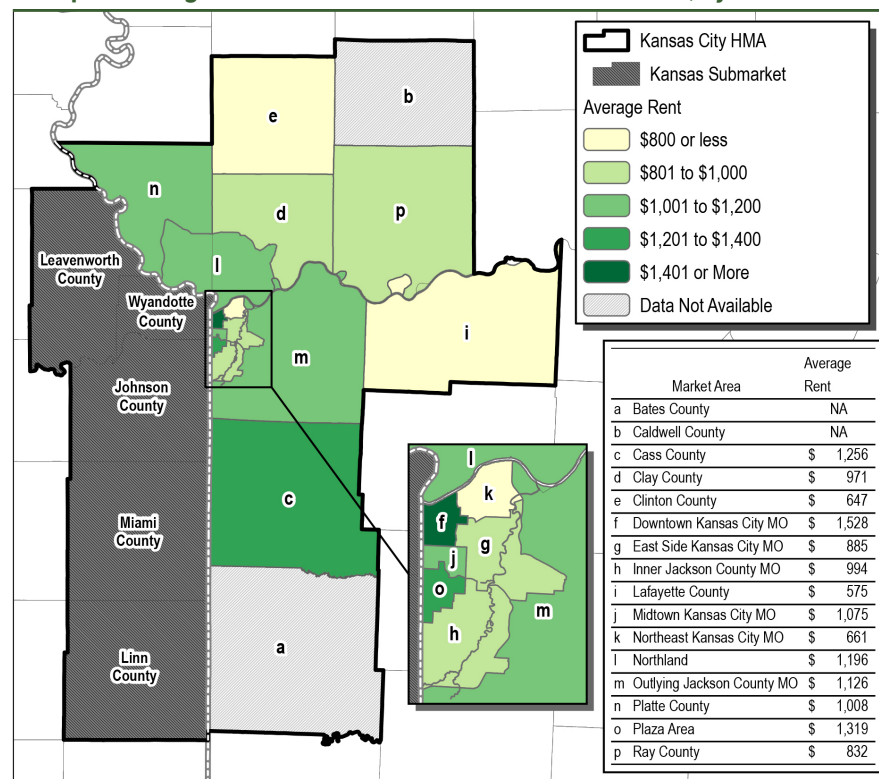 Kansas City HMA
Kansas Submarket
Average Rent
$800 or less
$801 to $1,000
$1,001 to $1,200
$1,201 to $1,400
$1,401 or More
Data Not Available
b
e
n
d
p
l
Leavenworth
County
Wyandotte
County
m
i
Johnson
County
c
Miami
County
a
Linn
County
l
k
f
g
j
o
m
h
Market Area Average Rent
a Bates County NA
b Caldwell County NA
c Cass County $ 1,256
d Clay County $ 971
e Clinton County $ 647
f Downtown Kansas City MO $ 1,528
g East Side Kansas City MO $ 885
h Inner Jackson County MO $ 994
i Lafayette County $ 575
j Midtown Kansas City MO $ 1,075
k Northeast Kansas City MO $ 661
l Northland $ 1,196
m Outlying Jackson County MO $ 1,126
n Platte County $ 1,008
o Plaza Area $ 1,319
p Ray County $ 832